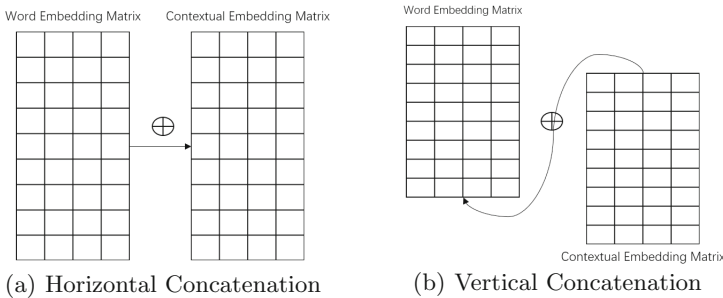 Word Embedding Matrix
Contextual Embedding Matrix
(a) Horizontal Concatenation
Word Embedding Matrix
Contextual Embedding Matrix
(b) Vertical Concatenation